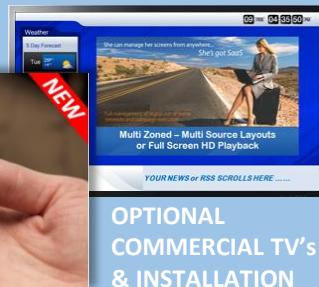 09 TUE 04 35 50 PM
Weather
5 Day Forecast
Tue
She can manage her screens from anywhere...
She's got SaaS
NEW
Multi Zoned – Multi Source Layouts
or Full Screen HD Playback
YOUR NEWS or RSS SCROLLS HERE ......
OPTIONAL
COMMERCIAL TV's
& INSTALLATION